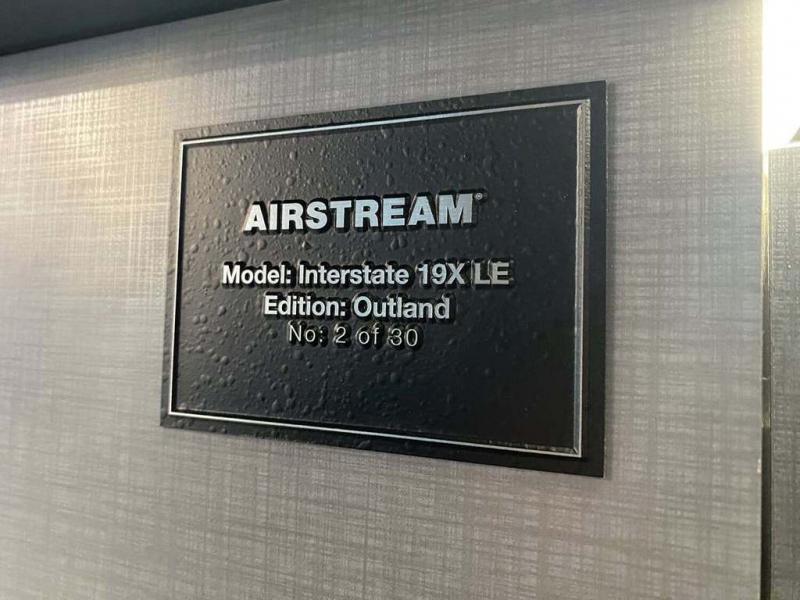 AIRSTREAM®
Model: Interstate 19X LE
Edition: Outland
No: 2 of 30